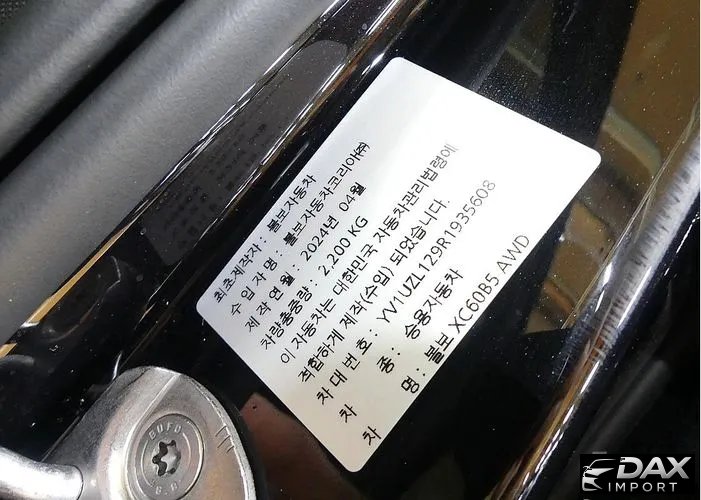 최초제작자 : 볼보자동차
수 입 자 명 : 볼보자동차코리아㈜
제 작 연 월 : 2024년 04월
차량총중량 : 2,200 KG
이 자동차는 대한민국 자동차관리법령에
적합하게 제작(수입) 되었습니다.
차 대 번 호 : YV1UZL129R1935608
차 종 : 승용자동차
차 명 : 볼보 XC60B5 AWD
BUFO
DAX
IMPORT